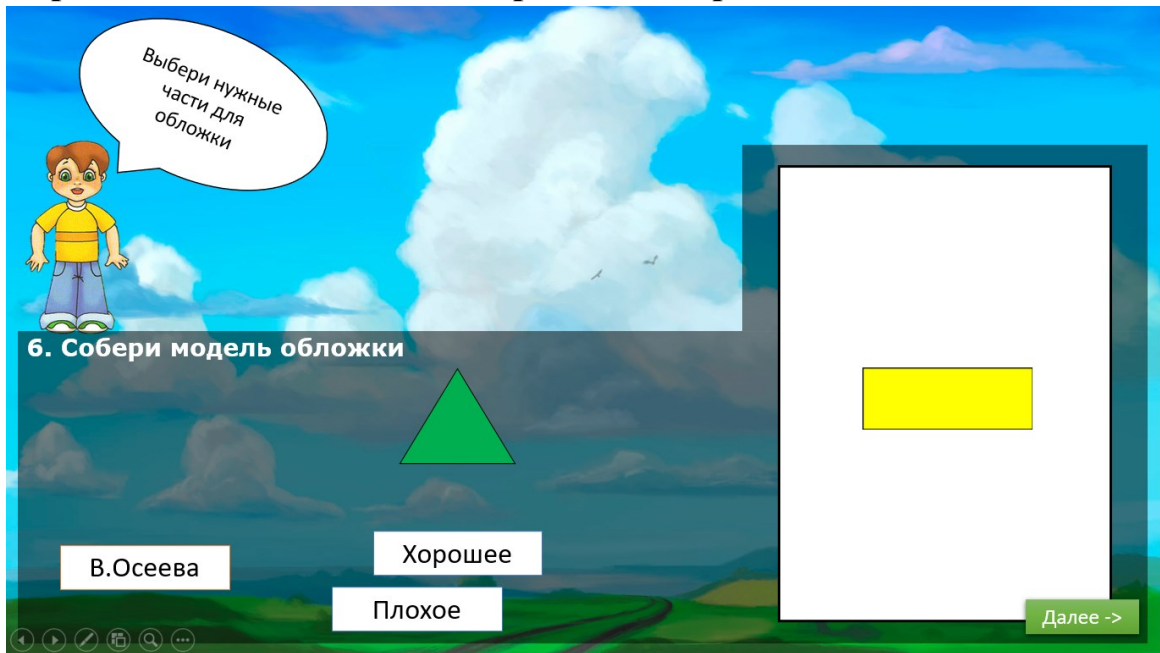 Выбери нужные
части для
обложки
6. Собери модель обложки
В.Осеева
Хорошее
Плохое
Далее ->